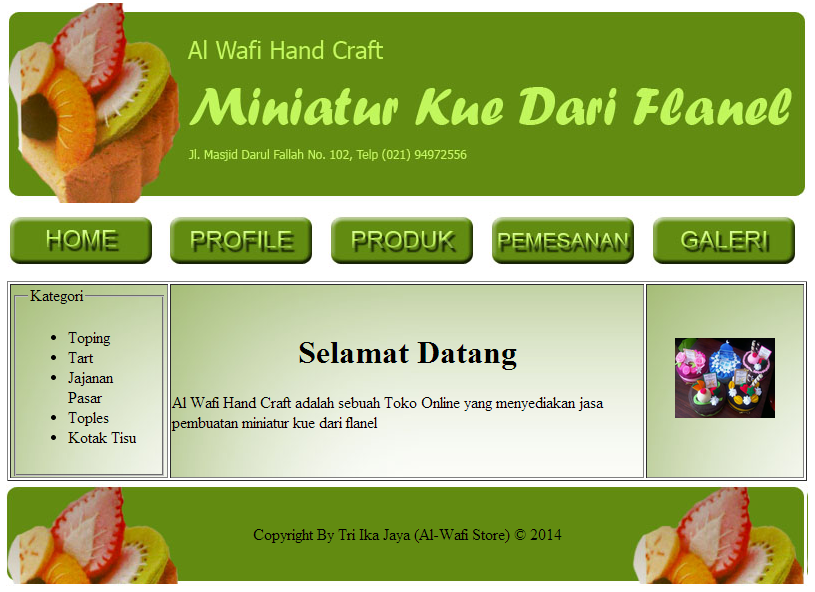 Al Wafi Hand Craft
Miniatur Kue Dari Flanel
Jl. Masjid Darul Fallah No. 102, Telp (021) 94972556
HOME PROFILE PRODUK PEMESANAN GALERI
Kategori
Toping
Tart
Jajanan
Pasar
Toples
Kotak Tisu
Selamat Datang
Al Wafi Hand Craft adalah sebuah Toko Online yang menyediakan jasa
pembuatan miniatur kue dari flanel
Copyright By Tri Ika Jaya (Al-Wafi Store) © 2014